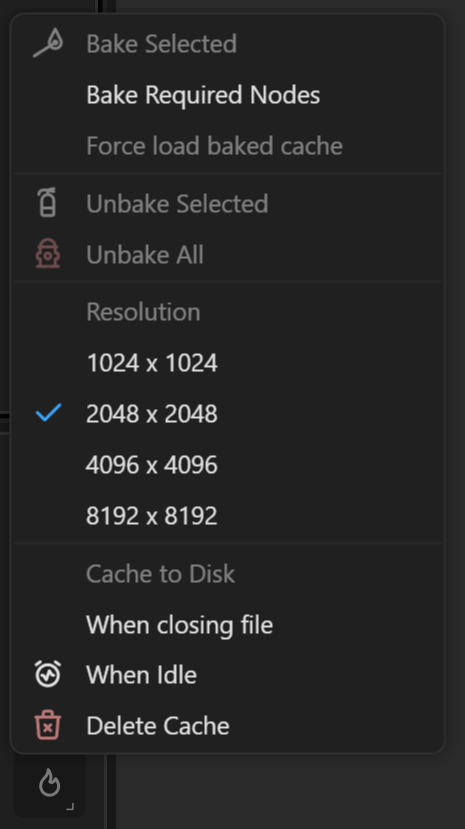 Bake Selected
Bake Required Nodes
Force load baked cache
Unbake Selected
Unbake All
Resolution
1024 x 1024
2048 x 2048
4096 x 4096
8192 x 8192
Cache to Disk
When closing file
When Idle
Delete Cache